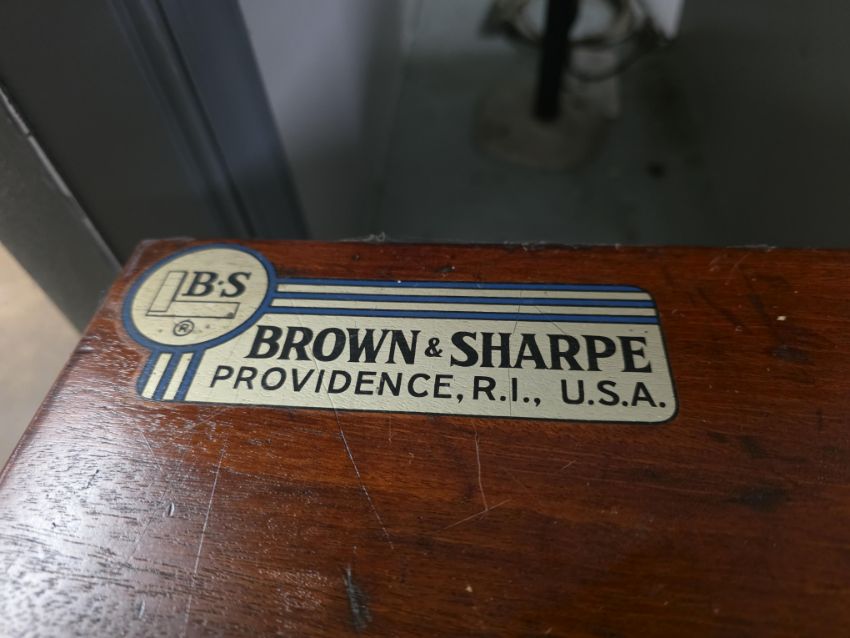 B·S
®
BROWN & SHARPE
PROVIDENCE, R.I., U.S.A.